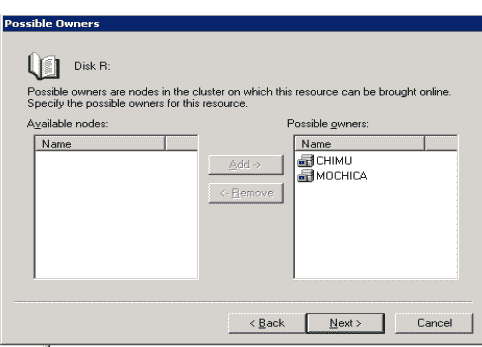 Possible Owners
Disk R:
Possible owners are nodes in the cluster on which this resource can be brought online.
Specify the possible owners for this resource.
Available nodes:
Possible owners:
Name
Name
Add ->
CHIMU
MOCHICA
<- Remove
< Back
Next >
Cancel